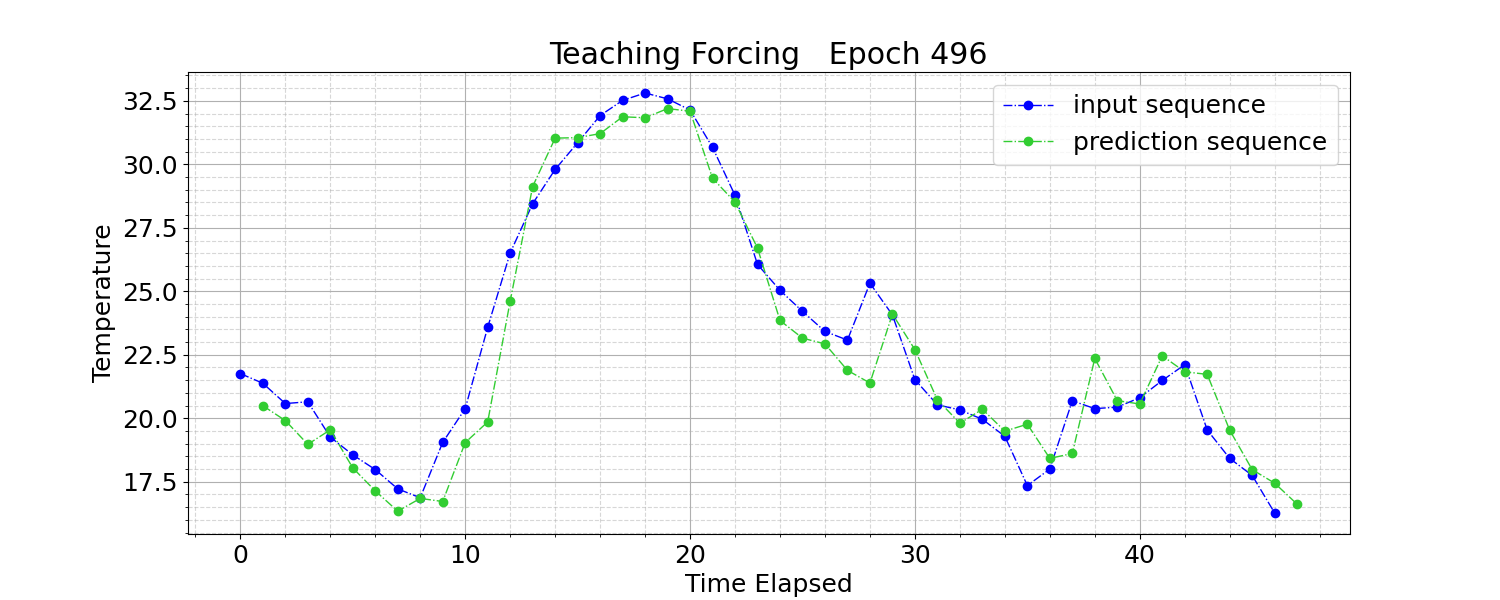 Teaching Forcing   Epoch 496
input sequence
prediction sequence
Temperature
32.5
30.0
27.5
25.0
22.5
20.0
17.5
0 10 20 30 40
Time Elapsed